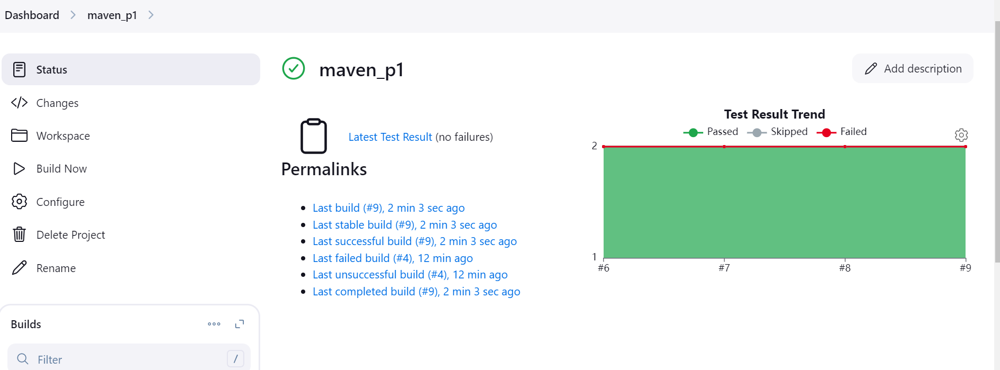 Dashboard > maven_p1 >
Status
Changes
Workspace
Build Now
Configure
Delete Project
Rename
Builds
Filter /
maven_p1
Add description
Latest Test Result (no failures)
Permalinks
Last build (#9), 2 min 3 sec ago
Last stable build (#9), 2 min 3 sec ago
Last successful build (#9), 2 min 3 sec ago
Last failed build (#4), 12 min ago
Last unsuccessful build (#4), 12 min ago
Last completed build (#9), 2 min 3 sec ago
Test Result Trend
Passed Skipped Failed
2
1
#6 #7 #8 #9